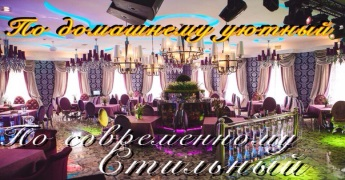 По домашнему уютный.
По современному
Стильный